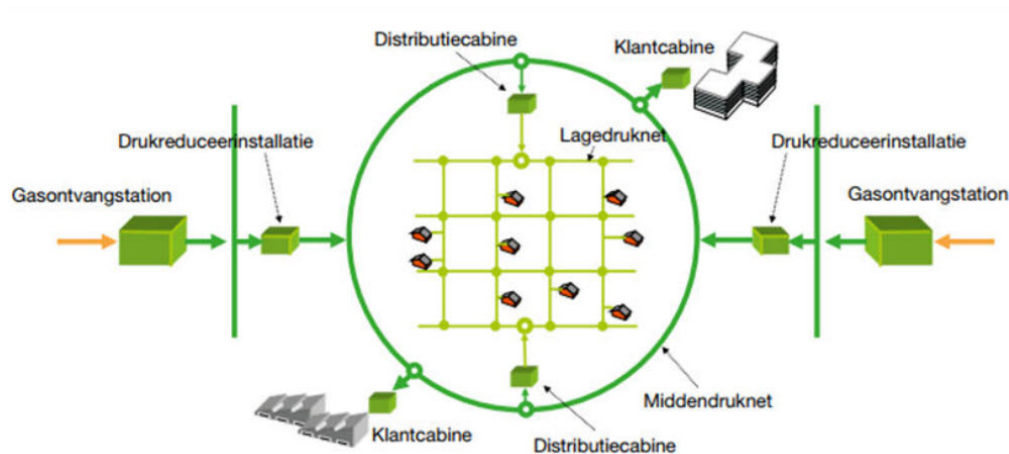 Distributiecabine
Klantcabine
Drukreduceerinstallatie
Lagedruknet
Drukreduceerinstallatie
Gasontvangstation
Gasontvangstation
Middendruknet
Klantcabine
Distributiecabine